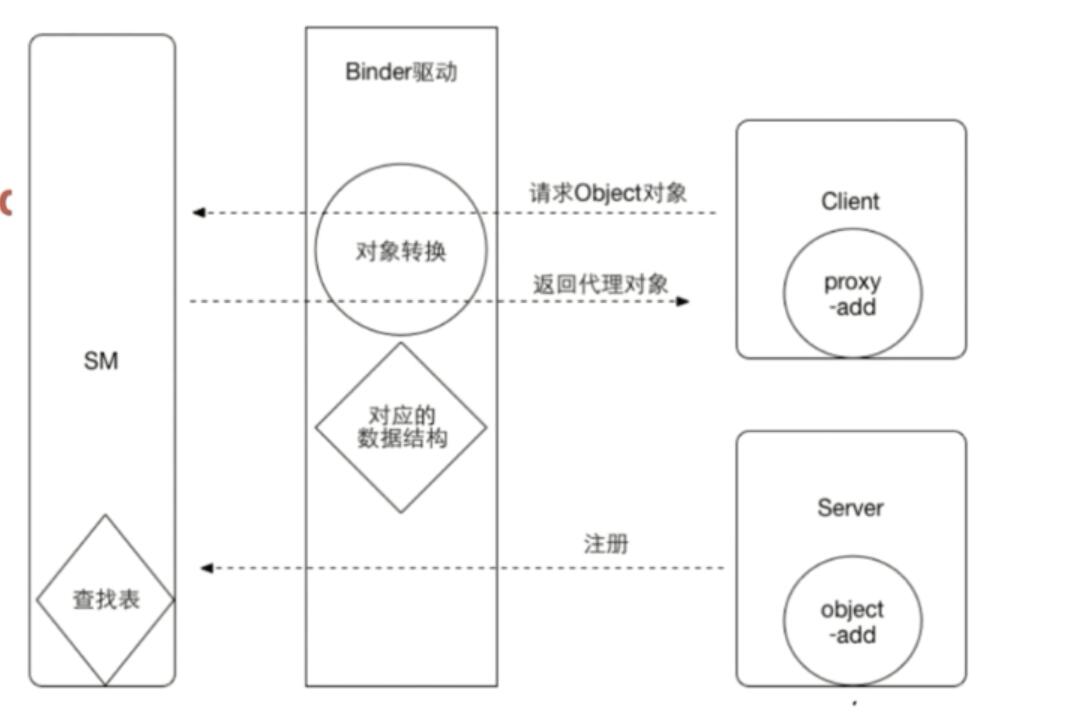 Binder驱动
请求Object对象
Client
对象转换
返回代理对象
proxy
-add
SM
对应的
数据结构
Server
注册
查找表
object
-add